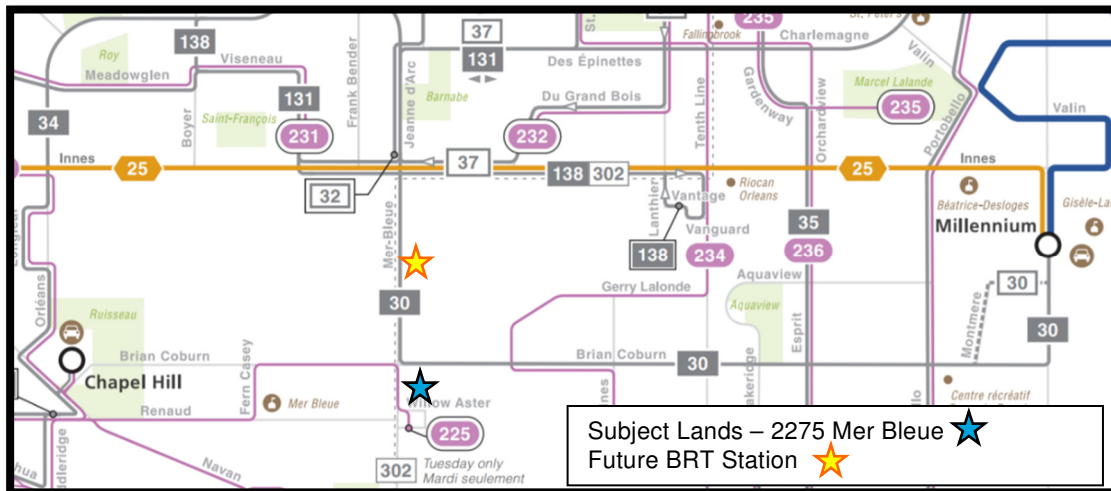 37
235
St. Peter's
138
Roy
Viseneau
Meadowglen
Frank Bender
Jeanne d'Arc
131
Des Épinettes
Fallingbrook
Charlemagne
Valin
Gardenway
Orchardview
Marcel Lalande
235
Portobello
Valin
34
131
Boyer
Saint-François
231
Barnabe
Du Grand Bois
232
Tenth Line
Innes
25
37
138 302
25
Innes
32
Lanthier
Vantage
Riocan
Orleans
Vanguard
Béatrice-Desloges
Millennium
35
236
138
234
Mer-Bleue
Orléans
Ruisseau
30
Gerry Lalonde
Aquaview
Aquaview
Esprit
30
Montmere
30
Brian Coburn
Chapel Hill
Brian Coburn
30
Fern Casey
Renaud
Mer Bleue
Willow Aster
225
Tuesday only
Mardi seulement
302
Navan
Centre récréatif
Subject Lands – 2275 Mer Bleue
Future BRT Station